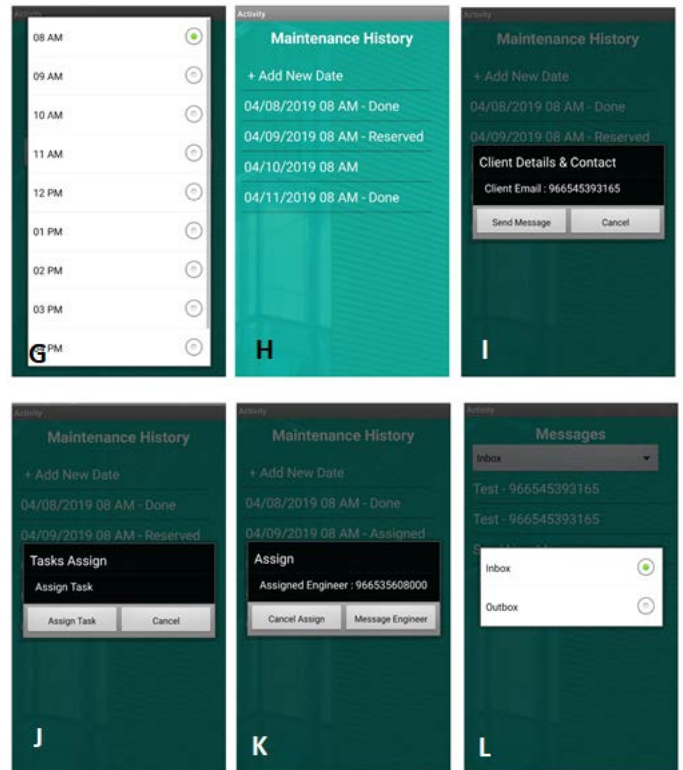 Activity
08 AM
09 AM
10 AM
11 AM
12 PM
01 PM
02 PM
03 PM
PM
G
Activity
Maintenance History
+ Add New Date
04/08/2019 08 AM - Done
04/09/2019 08 AM - Reserved
04/10/2019 08 AM
04/11/2019 08 AM - Done
H
Activity
Maintenance History
+ Add New Date
04/08/2019 08 AM - Done
04/09/2019 08 AM - Reserved
Client Details & Contact
Client Email : 966545393165
Send Message
Cancel
I
Activity
Maintenance History
+ Add New Date
04/08/2019 08 AM - Done
04/09/2019 08 AM - Reserved
Tasks Assign
Assign Task
Assign Task
Cancel
J
Activity
Maintenance History
+ Add New Date
04/08/2019 08 AM - Done
04/09/2019 08 AM - Assigned
Assign
Assigned Engineer : 966535608000
Cancel Assign
Message Engineer
K
Activity
Messages
Inbox
Test - 966545393165
Test - 966545393165
Inbox
Outbox
L